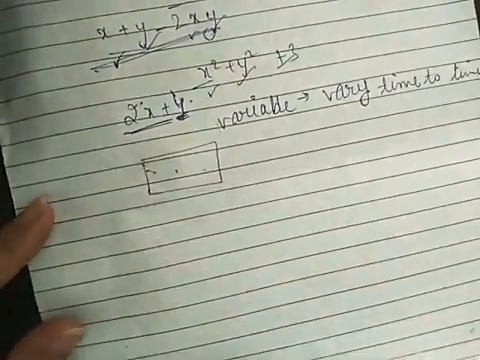 x + y - 2xy
x² + y² ± 3
2x + y.
variable → vary time to time